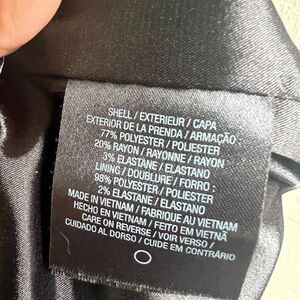 SHELL / EXTERIEUR / CAPA
EXTERIOR DE LA PRENDA / ARMAÇÃO
77% POLYESTER / POLIESTER
20% RAYON / RAYONNE / RAYON
3% ELASTANE / ELASTANO
LINING / DOUBLURE / FORRO :
98% POLYESTER / POLIESTER
2% ELASTANE / ELASTANO
MADE IN VIETNAM / FABRIQUE AU VIETNAM
HECHO EN VIETNAM / FEITO EM VIETNÃ
CARE ON REVERSE / VOIR VERSO /
CUIDADO AL DORSO / CUIDE EM CONTRÁRIO